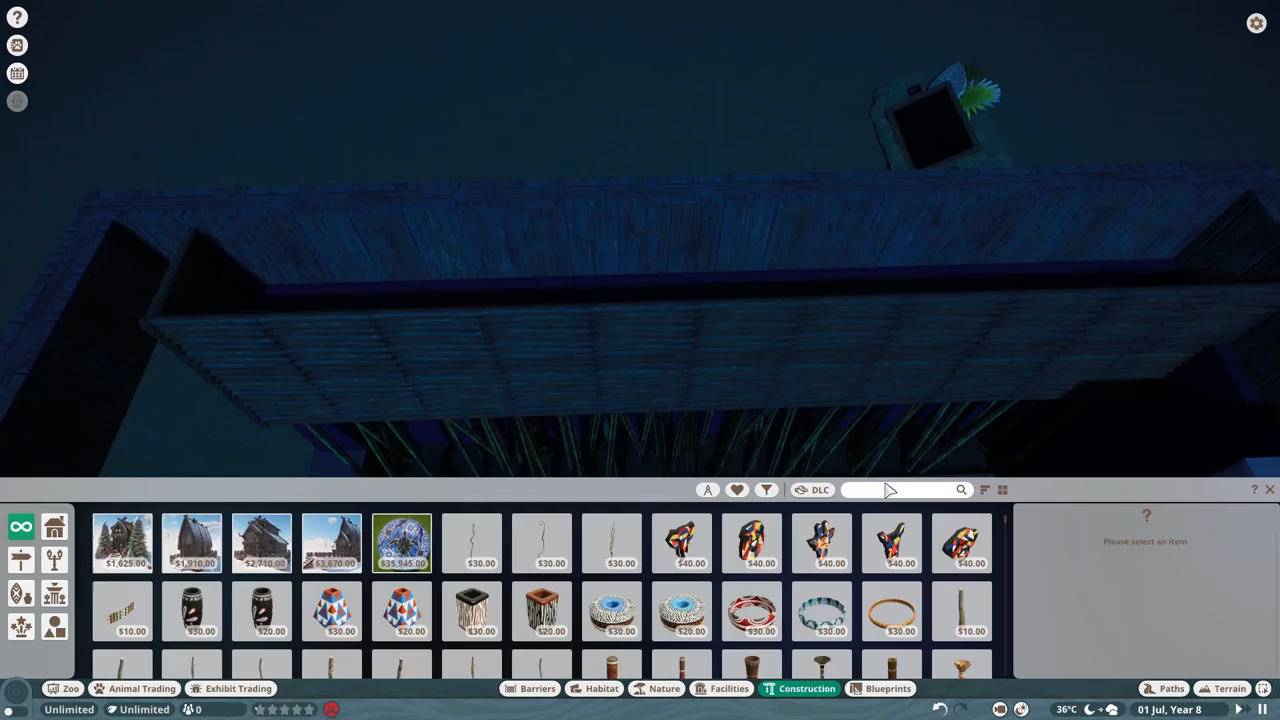 ?
DLC
? ×
$1,625.00 $1,910.00 $2,710.00 $3,670.00 $35,945.00 $30.00 $30.00 $30.00 $40.00 $40.00 $40.00 $40.00 $40.00
?
Please select an item
$10.00 $30.00 $20.00 $30.00 $20.00 $30.00 $20.00 $30.00 $20.00 $30.00 $30.00 $30.00 $10.00
Zoo Animal Trading Exhibit Trading Barriers Habitat Nature Facilities Construction Blueprints Paths Terrain
Unlimited Unlimited 0 36°C 01 Jul, Year 8